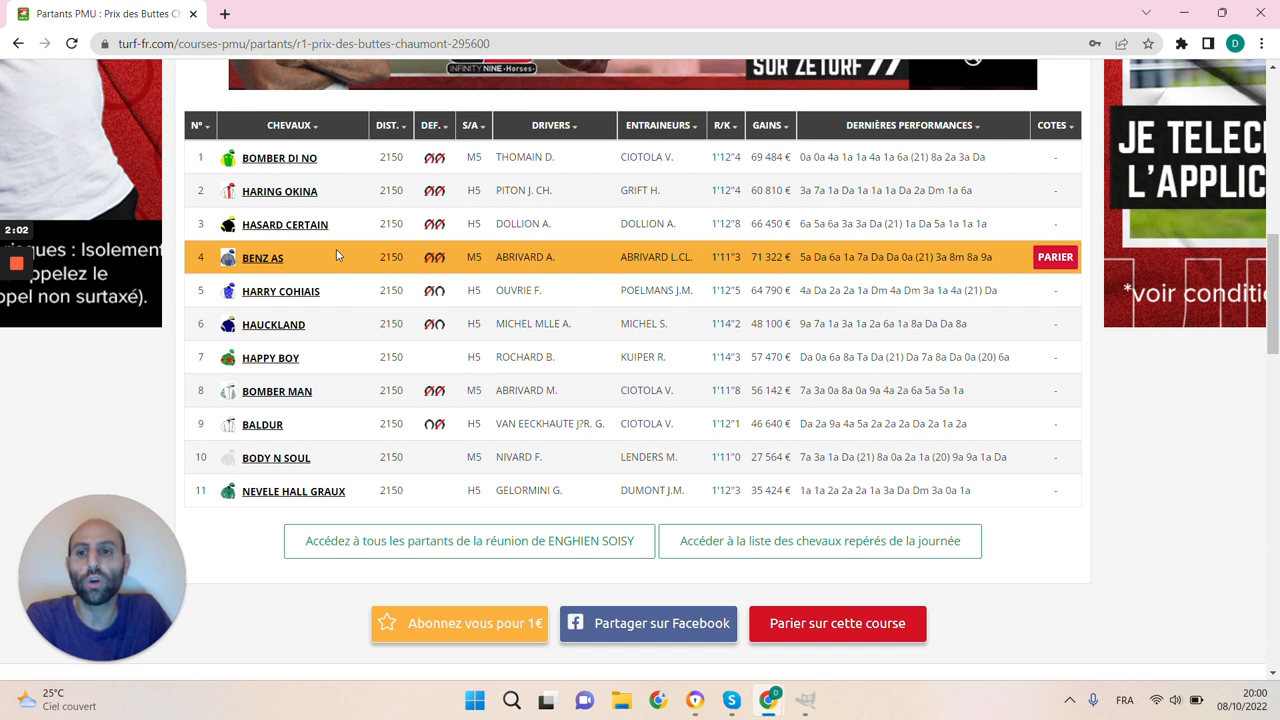 Partants PMU : Prix des Buttes Ch
turf-fr.com/courses-pmu/partants/r1-prix-des-buttes-chaumont-295600
D
INFINITY NINE Horses
SUR ZETURF
N° CHEVAUX DIST. DEF. S/A DRIVERS ENTRAINEURS R/K GAINS DERNIÈRES PERFORMANCES COTES
1 BOMBER DI NO 2150 M5 THOMAIN D. CIOTOLA V. 1'12"4 69 484 € 0a 0a 4a 1a 1a 4a 1a 6a (21) 8a 2a 3a Da -
2 HARING OKINA 2150 H5 PITON J. CH. GRIFT H. 1'12"4 60 810 € 3a 7a 1a Da 1a 1a 1a Da 2a Dm 1a 6a -
3 HASARD CERTAIN 2150 H5 DOLLION A. DOLLION A. 1'12"8 66 450 € 6a 5a 6a 3a 3a Da (21) 1a Da 5a 1a 1a 1a -
4 BENZ AS 2150 M5 ABRIVARD A. ABRIVARD L.CL. 1'11"3 71 322 € 5a Da 6a 1a 7a Da Da 0a (21) 3a 8m 8a 9a PARIER
5 HARRY COHIAIS 2150 H5 OUVRIE F. POELMANS J.M. 1'12"5 64 790 € 4a Da 2a 2a 1a Dm 4a Dm 3a 1a 4a (21) Da -
6 HAUCKLAND 2150 H5 MICHEL MLLE A. MICHEL S. 1'14"2 48 100 € 9a 7a 1a 3a 1a 2a 6a 1a 8a Da Da 8a -
7 HAPPY BOY 2150 H5 ROCHARD B. KUIPER R. 1'14"3 57 470 € Da 0a 6a 8a Ta Da (21) Da 7a 8a Da 0a (20) 6a -
8 BOMBER MAN 2150 M5 ABRIVARD M. CIOTOLA V. 1'11"8 56 142 € 7a 3a 0a 8a 0a 9a 4a 2a 6a 5a 5a 1a -
9 BALDUR 2150 H5 VAN EECKHAUTE J?R. G. CIOTOLA V. 1'12"1 46 640 € Da 2a 9a 4a 5a 2a 2a 2a Da 2a 1a 2a -
10 BODY N SOUL 2150 M5 NIVARD F. LENDERS M. 1'11"0 27 564 € 7a 3a 1a Da (21) 8a 0a 2a 1a (20) 9a 9a 1a Da -
11 NEVELE HALL GRAUX 2150 H5 GELORMINI G. DUMONT J.M. 1'12"3 35 424 € 1a 1a 2a 2a 2a 1a 3a Da Dm 3a 0a 1a -
2:02
risques : Isolement
ppelez le
ppel non surtaxé).
JE TELEC
L'APPLIC
*voir conditi
Accédez à tous les partants de la réunion de ENGHIEN SOISY
Accéder à la liste des chevaux repérés de la journée
Abonnez vous pour 1€
Partager sur Facebook
Parier sur cette course
25°C
Ciel couvert
FRA
20:00
08/10/2022